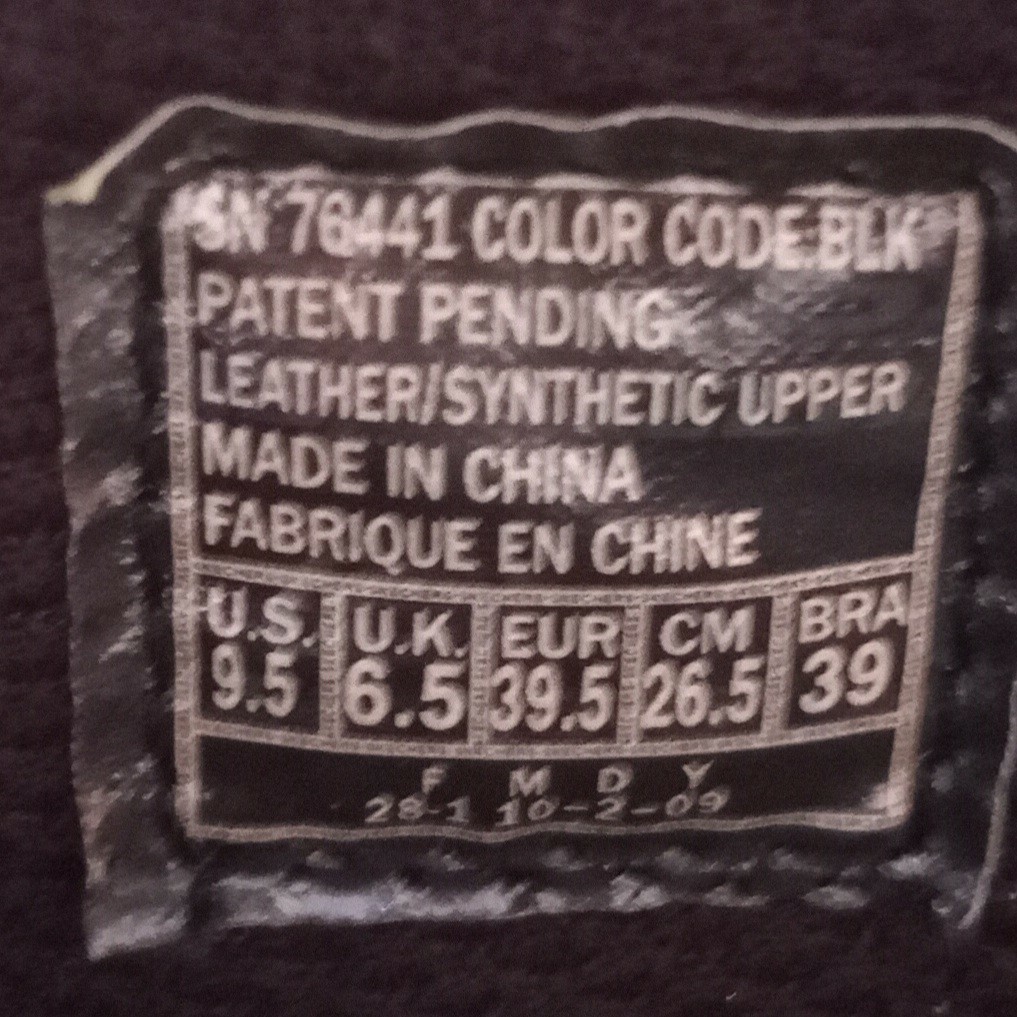 SN 76441 COLOR CODE:BLK
PATENT PENDING
LEATHER/SYNTHETIC UPPER
MADE IN CHINA
FABRIQUE EN CHINE
U.S. U.K. EUR CM BRA
9.5 6.5 39.5 26.5 39
F M D Y
28-1 10-2-09